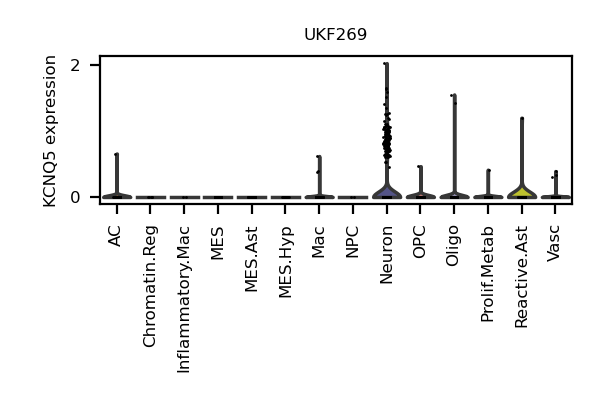 UKF269
KCNQ5 expression
2
0
AC
Chromatin.Reg
Inflammatory.Mac
MES
MES.Ast
MES.Hyp
Mac
NPC
Neuron
OPC
Oligo
Prolif.Metab
Reactive.Ast
Vasc